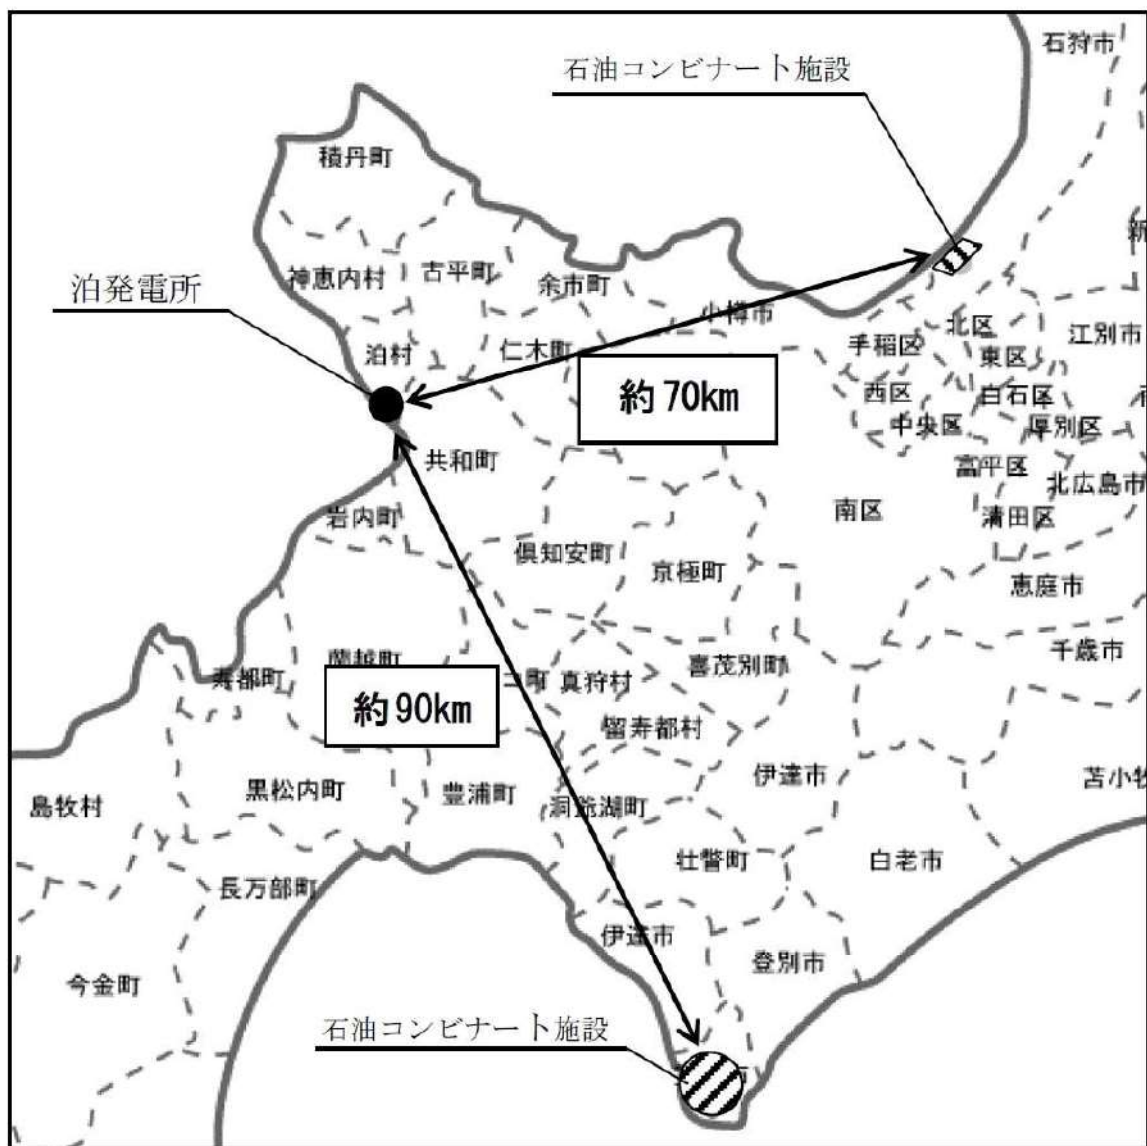 石狩市
石油コンビナート施設
積丹町
新
神恵内村
古平町
余市町
泊発電所
小樽市
北区
江別市
泊村
仁木町
手稲区
東区
約70km
西区
白石区
中央区
厚別区
共和町
富平区
北広島市
岩内町
南区
清田区
倶知安町
京極町
恵庭市
千歳市
蘭越町
喜茂別町
寿都町
コ町
真狩村
約90km
留寿都村
伊達市
苫小牧
黒松内町
豊浦町
洞爺湖町
島牧村
壮瞥町
白老市
長万部町
伊達市
登別市
今金町
石油コンビナート施設
市